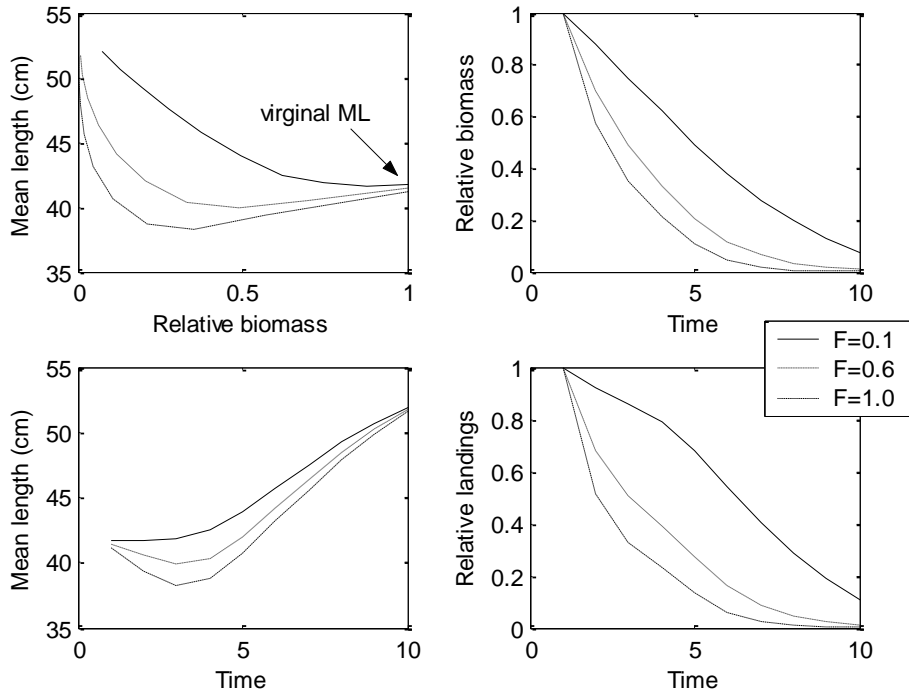 55
50
45
40
35
Mean length (cm)
virginal ML
0
0.5
1
Relative biomass
1
0.8
0.6
0.4
0.2
0
Relative biomass
0
5
10
Time
55
50
45
40
35
Mean length (cm)
0
5
10
Time
1
0.8
0.6
0.4
0.2
0
Relative landings
0
5
10
Time
F=0.1
F=0.6
F=1.0